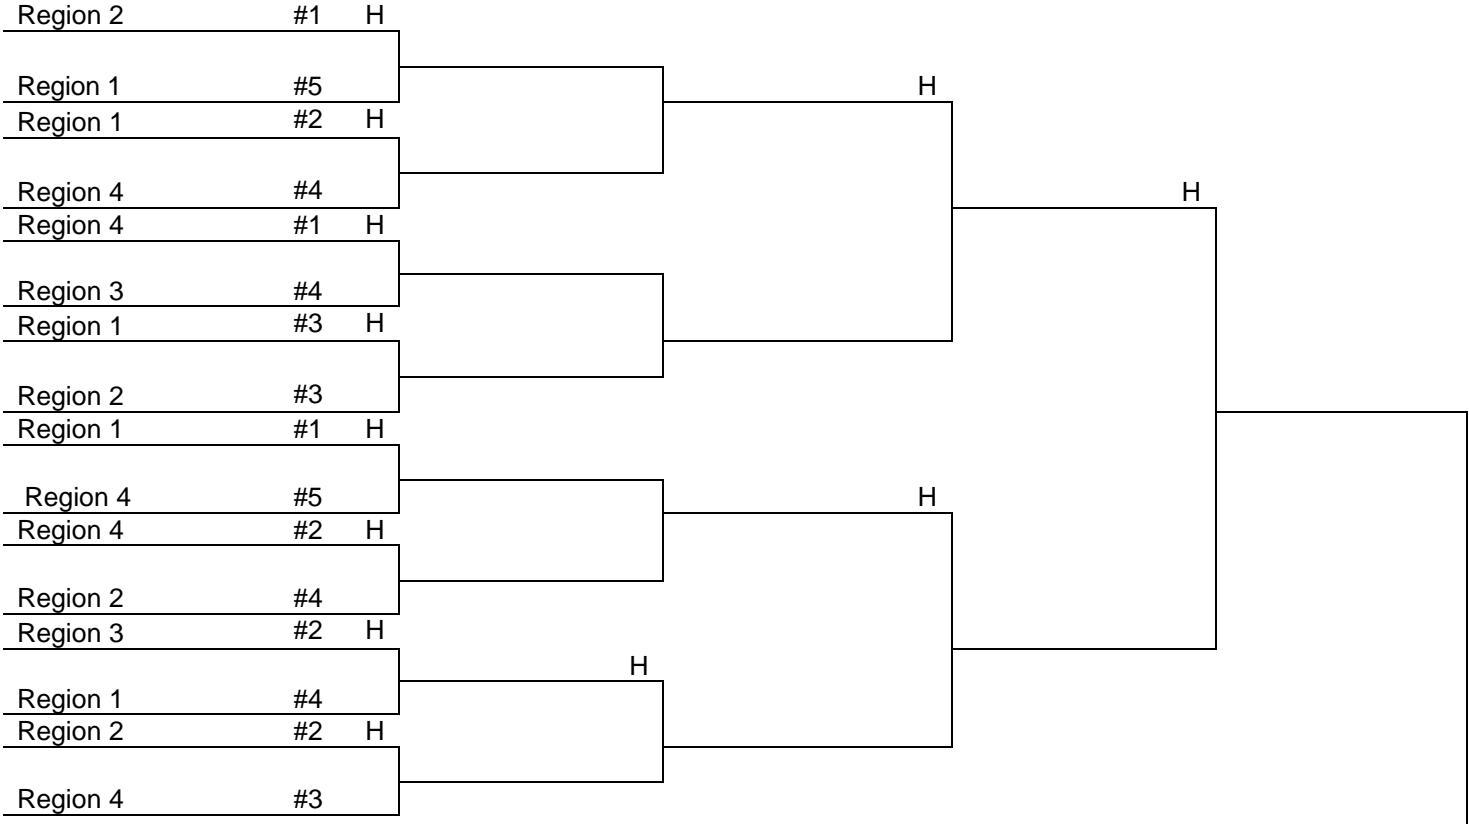 Region 2 #1 H
Region 1 #5 H
Region 1 #2 H
Region 4 #4 H
Region 4 #1 H
Region 3 #4
Region 1 #3 H
Region 2 #3
Region 1 #1 H
Region 4 #5 H
Region 4 #2 H
Region 2 #4
Region 3 #2 H
H
Region 1 #4
Region 2 #2 H
Region 4 #3